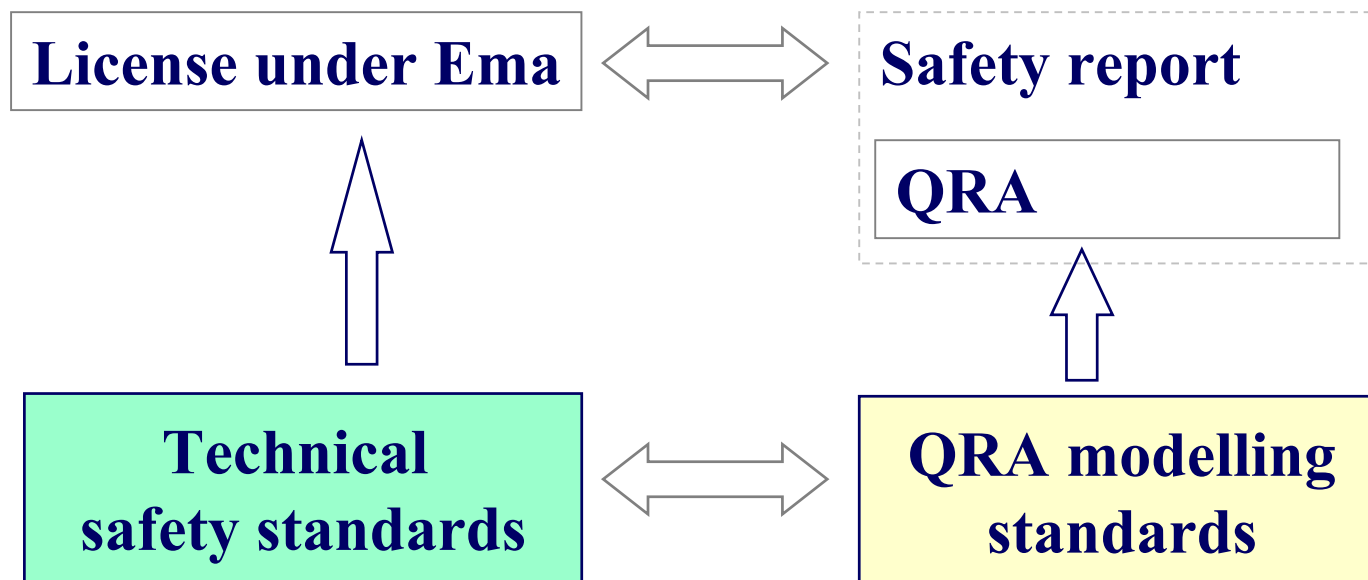 License under Ema
Safety report
QRA
Technical
safety standards
QRA modelling
standards